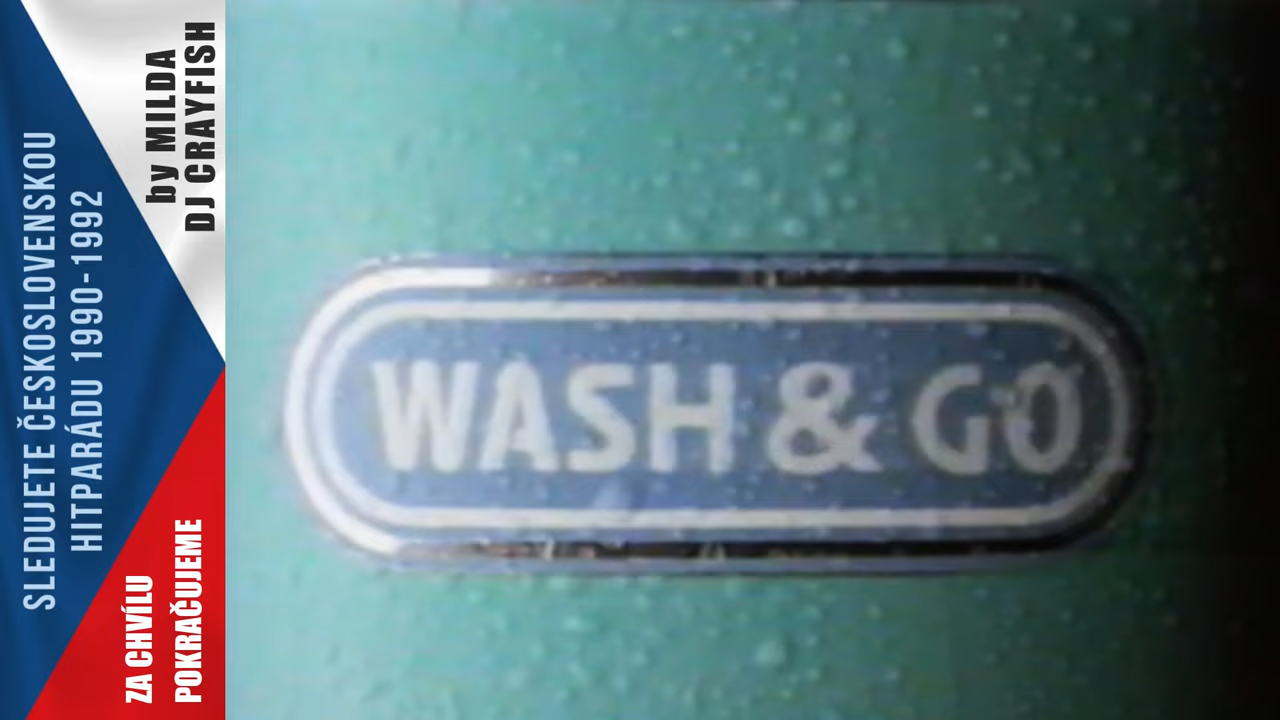 SLEDUJETE ČESKOSLOVENSKOU
HITPARÁDU 1990-1992
by MILDA
DJ CRAYFISH
ZA CHVÍLU
POKRAČUJEME
WASH & GO